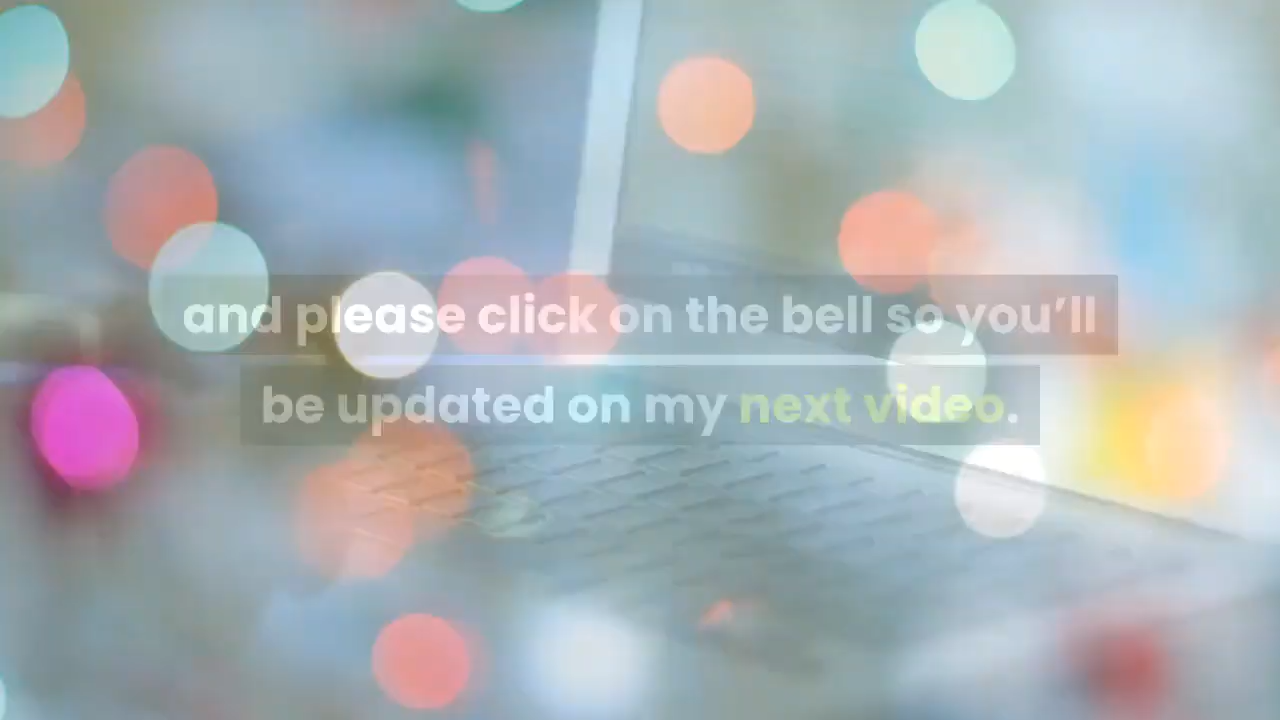 and please click on the bell so you’ll
be updated on my next video.